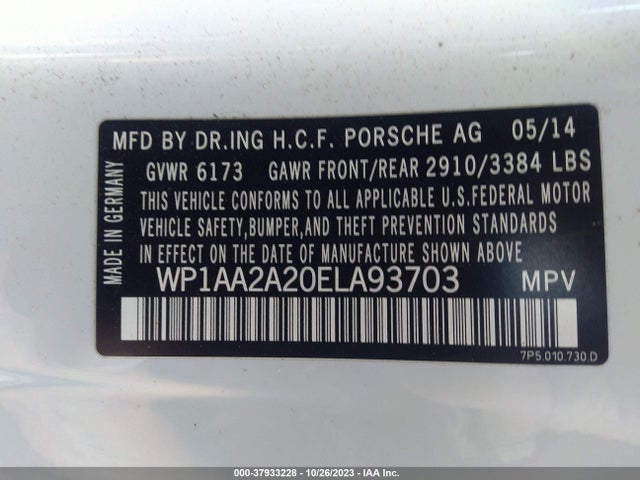 MFD BY DR.ING H.C.F. PORSCHE AG 05/14
GVWR 6173 GAWR FRONT/REAR 2910/3384 LBS
THIS VEHICLE CONFORMS TO ALL APPLICABLE U.S.FEDERAL MOTOR
VEHICLE SAFETY,BUMPER,AND THEFT PREVENTION STANDARDS
IN EFFECT ON THE DATE OF MANUFACTURE SHOWN ABOVE.
WP1AA2A20ELA93703 MPV
7P5.010.730.D
MADE IN GERMANY
000-37933228 - 10/26/2023 - IAA Inc.